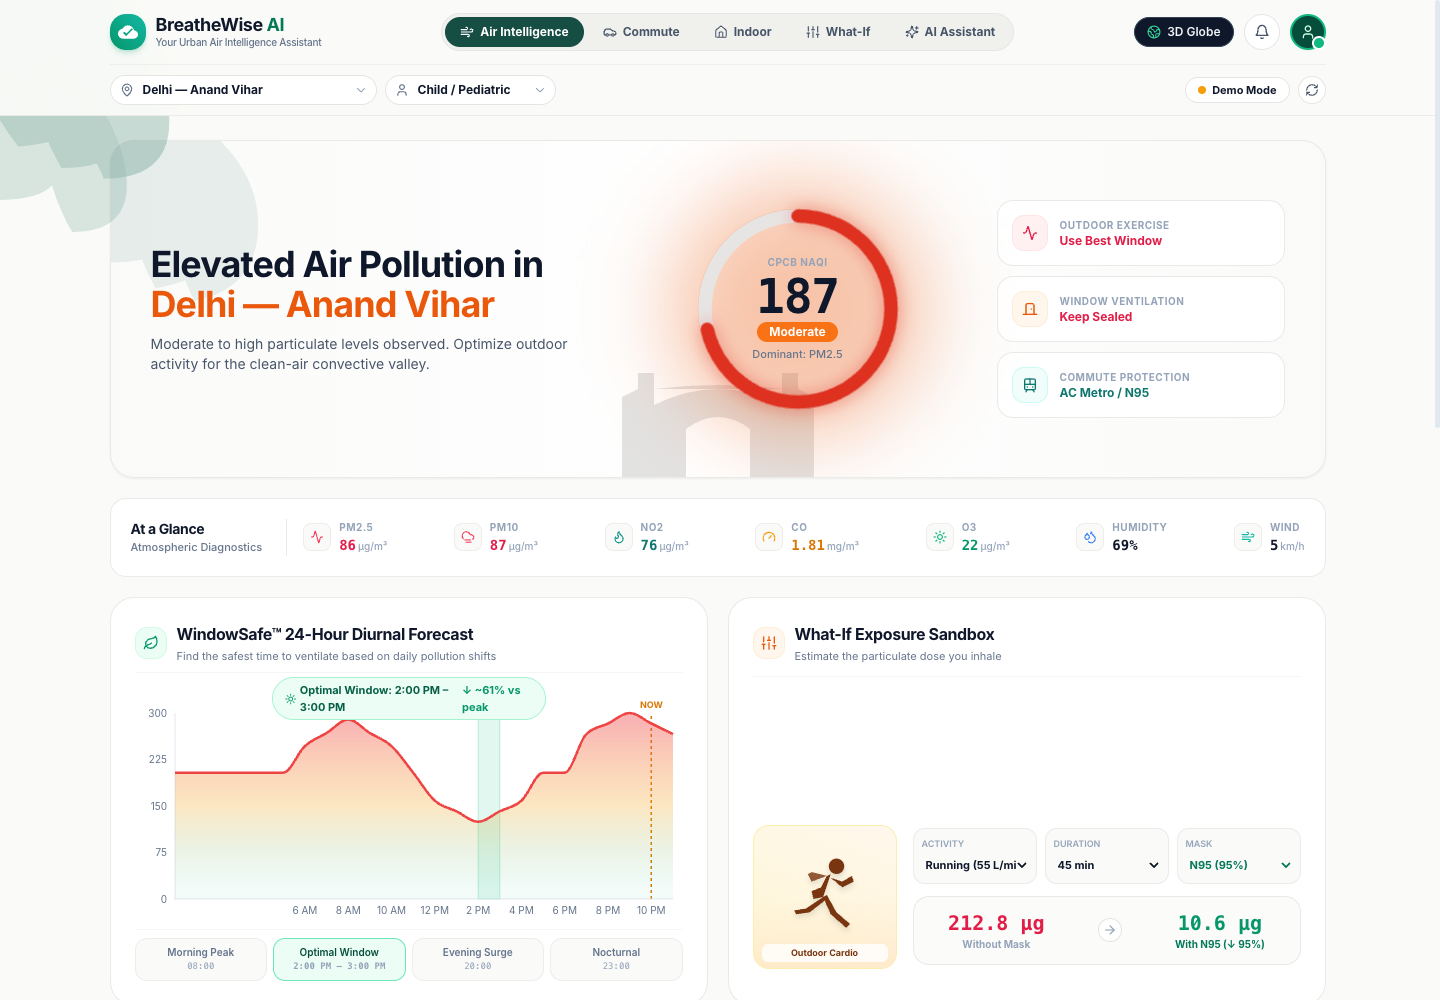 BreatheWise AI
Your Urban Air Intelligence Assistant
Air Intelligence
Commute
Indoor
What-If
AI Assistant
3D Globe
Delhi — Anand Vihar
Child / Pediatric
Demo Mode
Elevated Air Pollution in
Delhi — Anand Vihar
Moderate to high particulate levels observed. Optimize outdoor
activity for the clean-air convective valley.
CPCB NAQI
187
Moderate
Dominant: PM2.5
OUTDOOR EXERCISE
Use Best Window
WINDOW VENTILATION
Keep Sealed
COMMUTE PROTECTION
AC Metro / N95
At a Glance
Atmospheric Diagnostics
PM2.5
86 µg/m³
PM10
87 µg/m³
NO2
76 µg/m³
CO
1.81 mg/m³
O3
22 µg/m³
HUMIDITY
69%
WIND
5 km/h
WindowSafe™ 24-Hour Diurnal Forecast
Find the safest time to ventilate based on daily pollution shifts
Optimal Window: 2:00 PM –
3:00 PM
↓ ~61% vs
peak
NOW
300
225
150
75
0
6 AM
8 AM
10 AM
12 PM
2 PM
4 PM
6 PM
8 PM
10 PM
Morning Peak
08:00
Optimal Window
2:00 PM – 3:00 PM
Evening Surge
20:00
Nocturnal
23:00
What-If Exposure Sandbox
Estimate the particulate dose you inhale
Outdoor Cardio
ACTIVITY
Running (55 L/mi
DURATION
45 min
MASK
N95 (95%)
212.8 µg
Without Mask
10.6 µg
With N95 (↓ 95%)